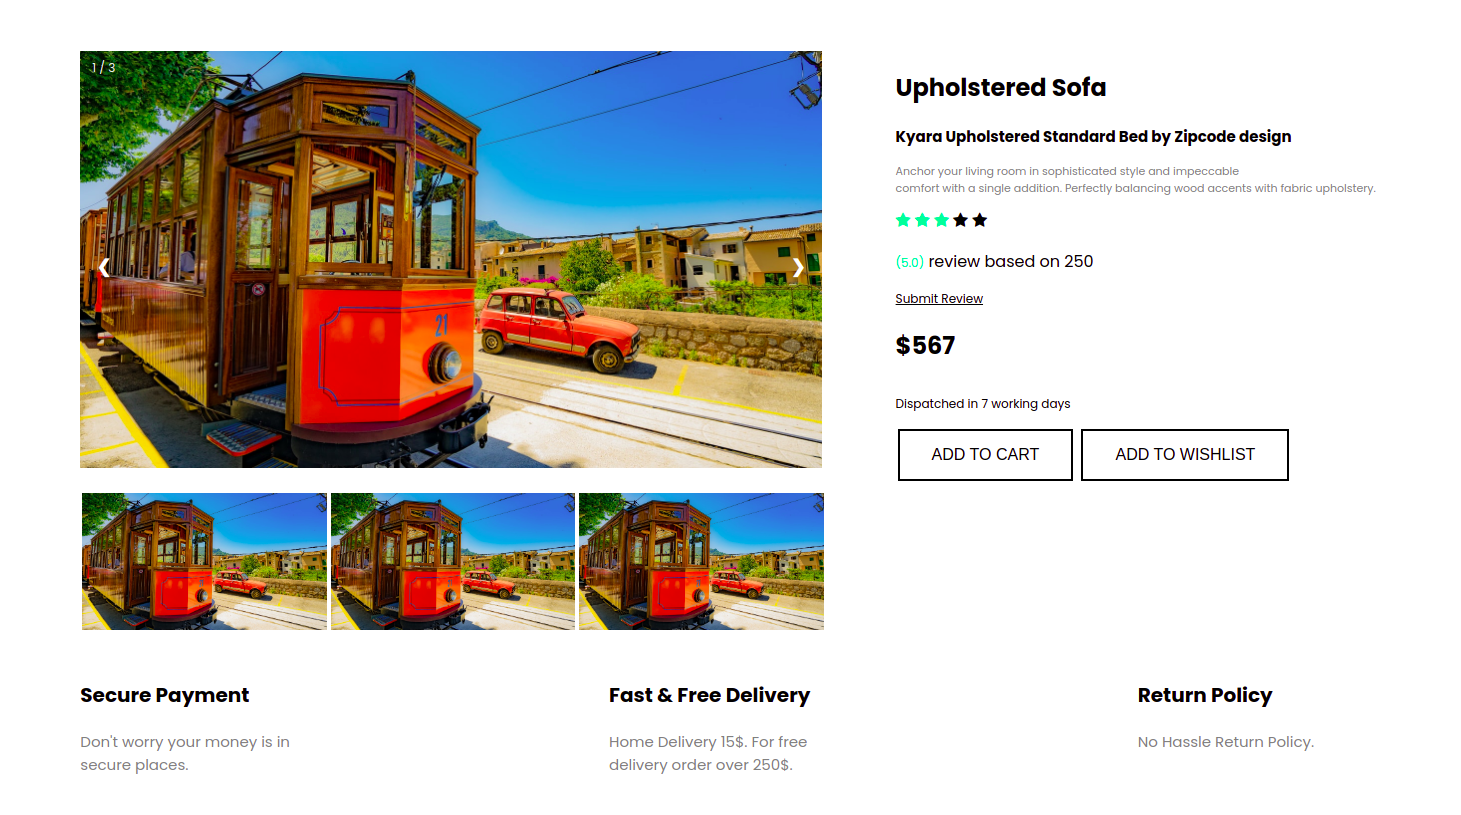 1 / 3
❮
❯
21
Upholstered Sofa
Kyara Upholstered Standard Bed by Zipcode design
Anchor your living room in sophisticated style and impeccable
comfort with a single addition. Perfectly balancing wood accents with fabric upholstery.
(5.0) review based on 250
Submit Review
$567
Dispatched in 7 working days
ADD TO CART
ADD TO WISHLIST
Secure Payment
Don't worry your money is in
secure places.
Fast & Free Delivery
Home Delivery 15$. For free
delivery order over 250$.
Return Policy
No Hassle Return Policy.